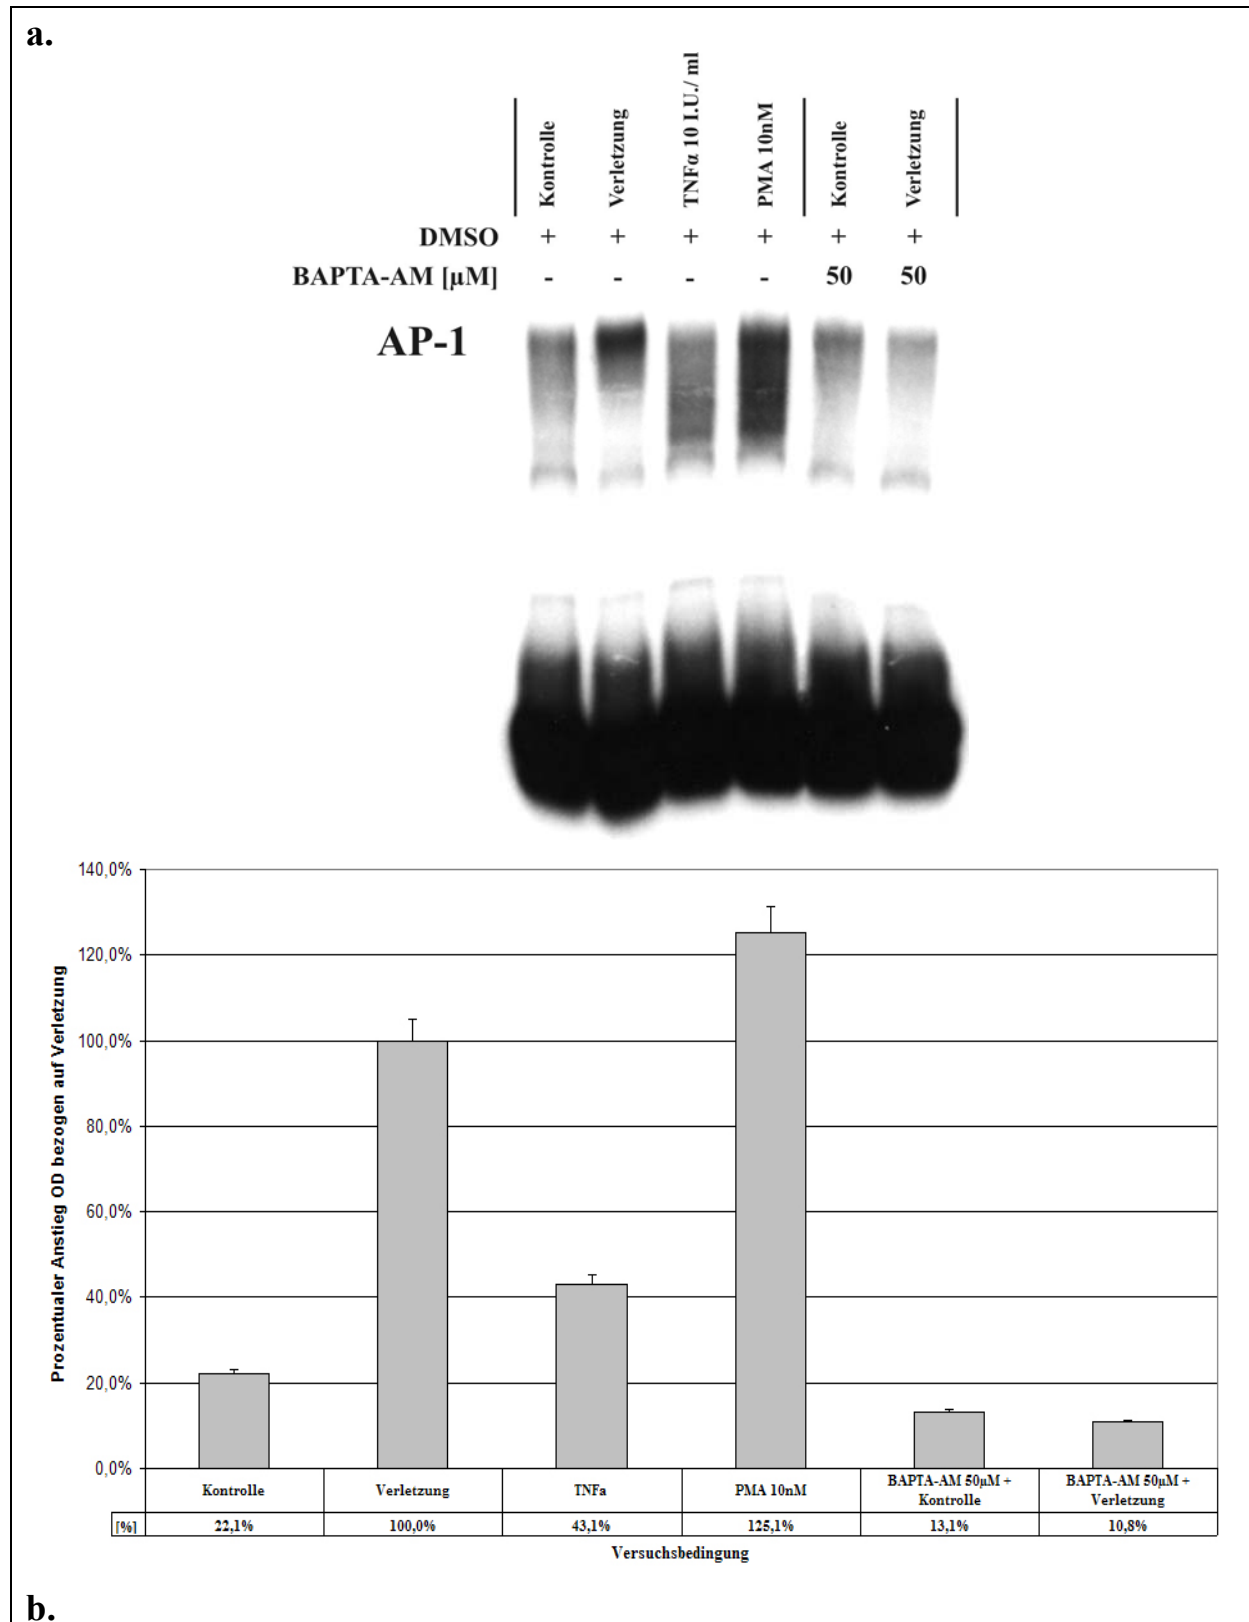 a.
Kontrolle
Verletzung
TNFα 10 I.U./ ml
PMA 10nM
Kontrolle
Verletzung
DMSO + + + + + +
BAPTA-AM [µM] - - - - 50 50
AP-1
Prozentualer Anstieg OD bezogen auf Verletzung
140,0%
120,0%
100,0%
80,0%
60,0%
40,0%
20,0%
0,0%
Kontrolle Verletzung TNFa PMA 10nM BAPTA-AM 50µM + Kontrolle BAPTA-AM 50µM + Verletzung
[%] 22,1% 100,0% 43,1% 125,1% 13,1% 10,8%
Versuchsbedingung
b.